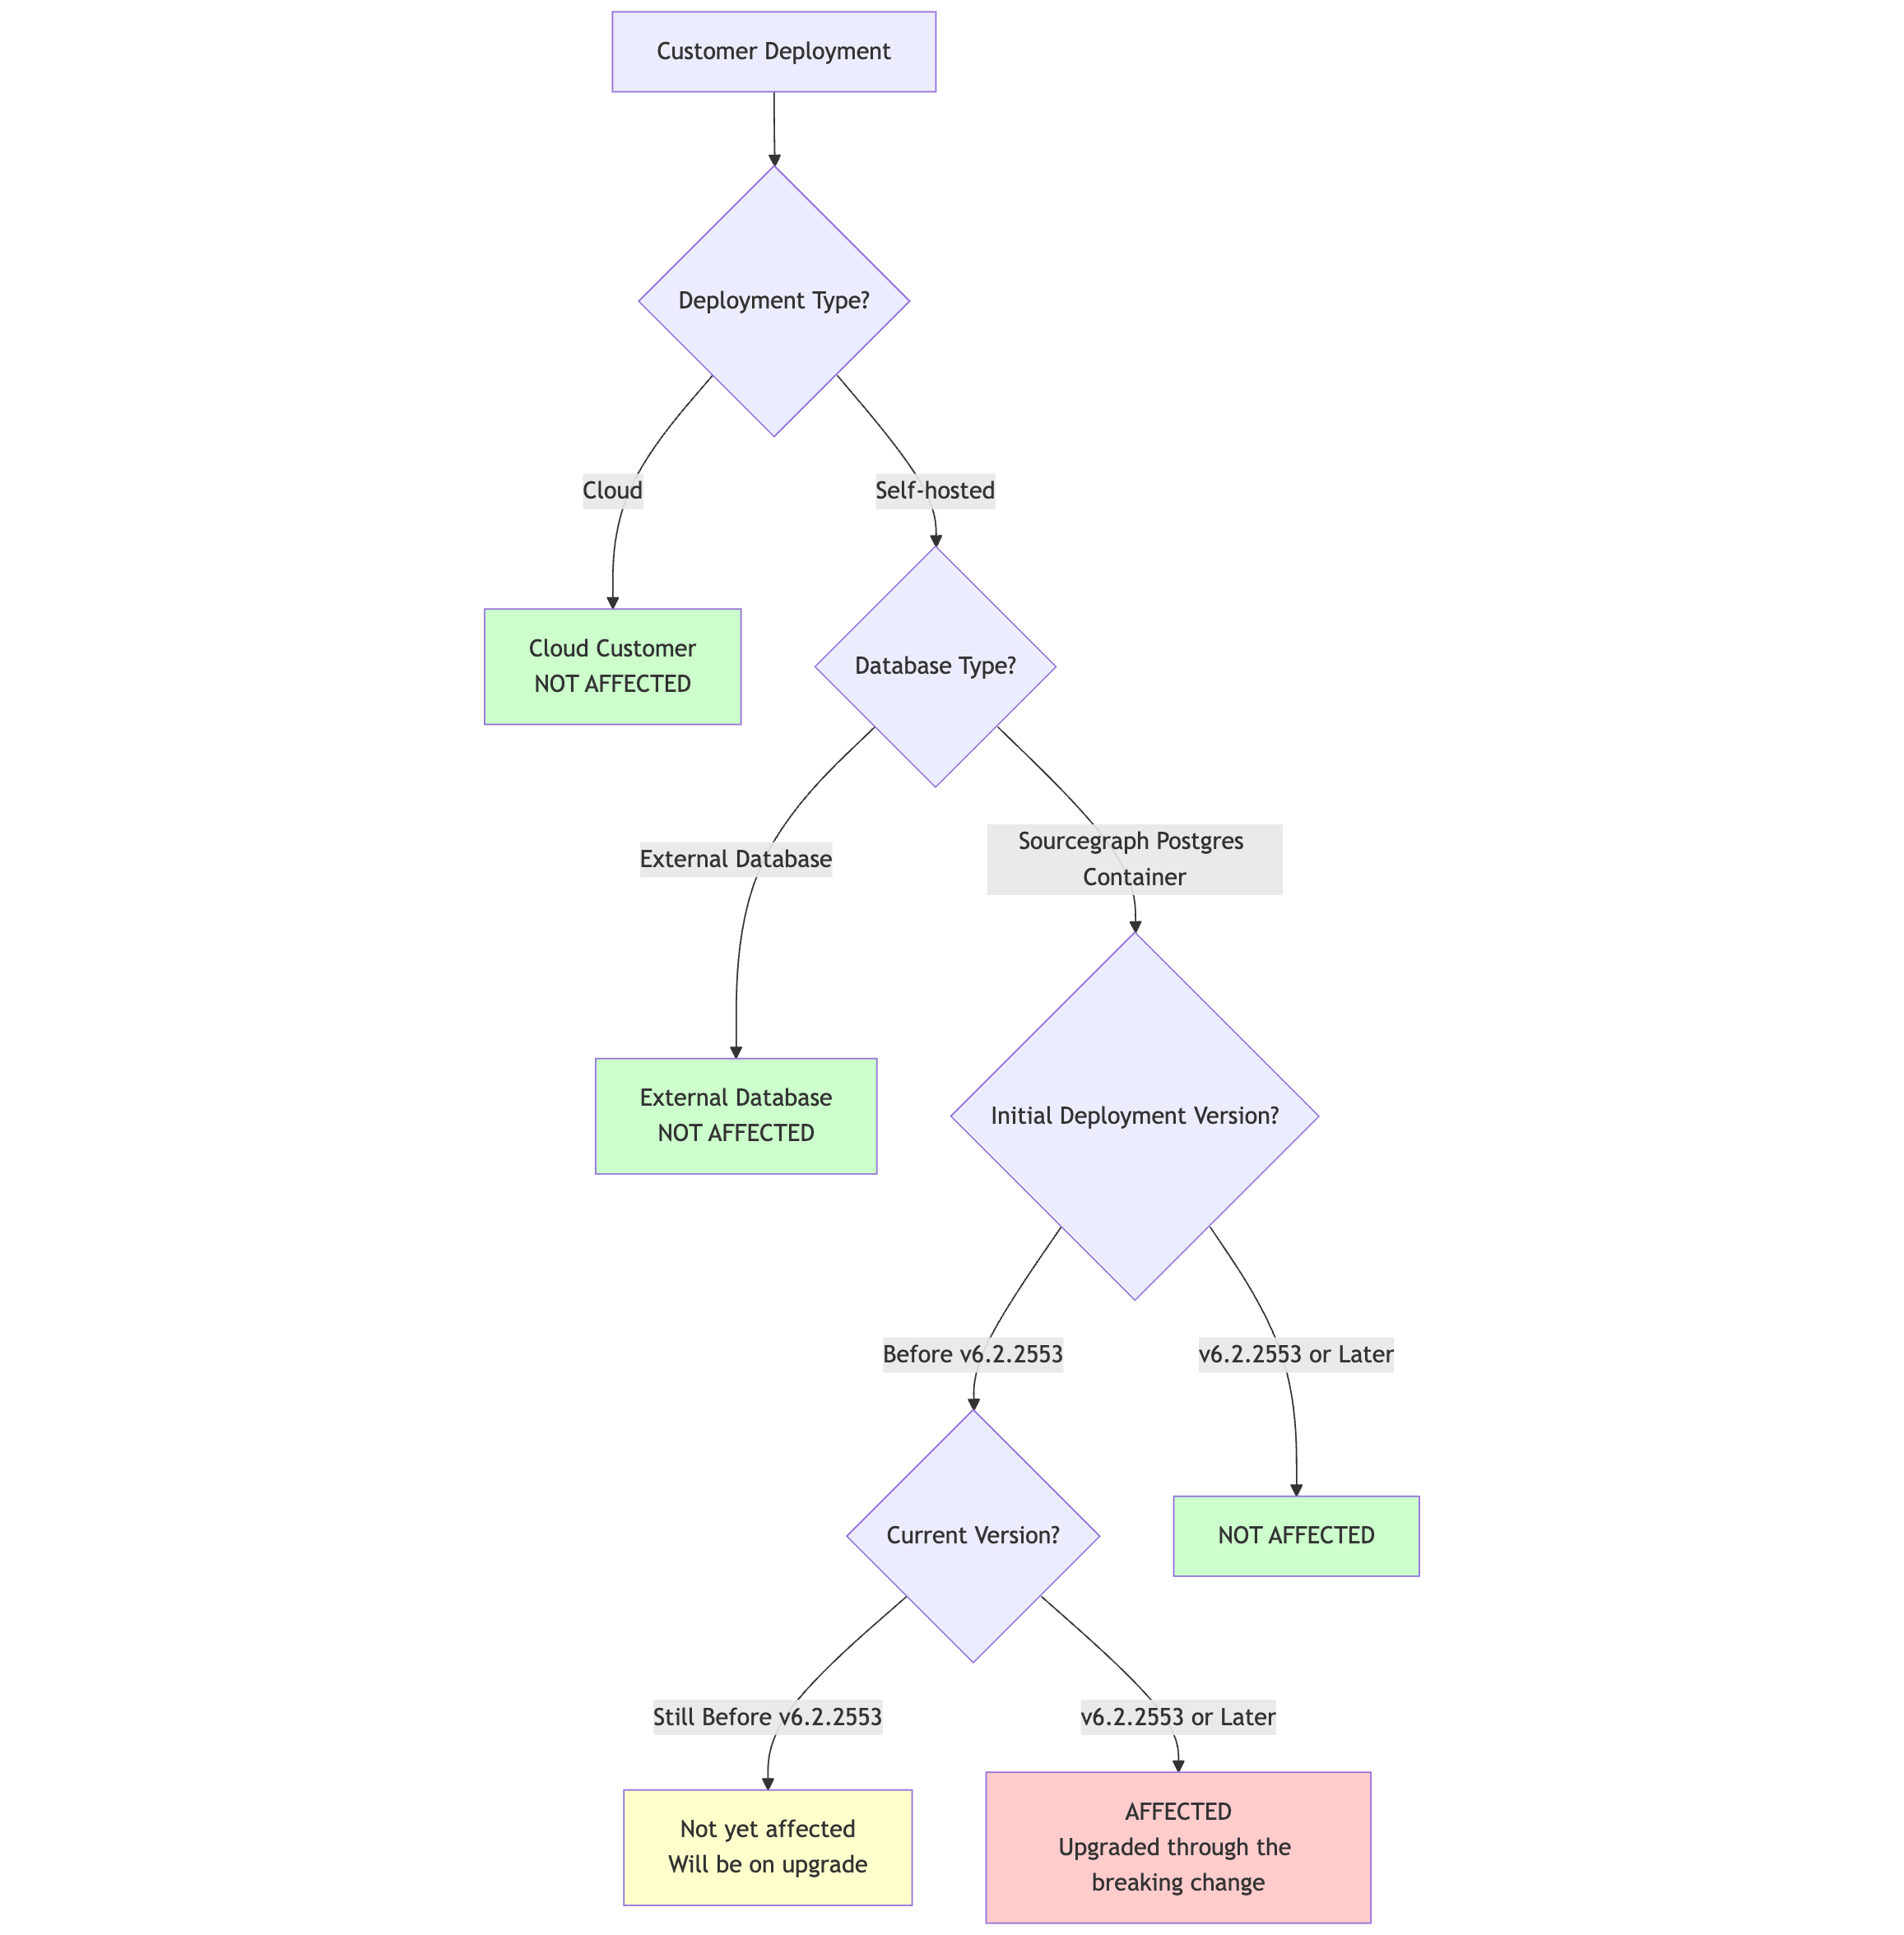 Customer Deployment
Deployment Type?
Cloud
Self-hosted
Cloud Customer
NOT AFFECTED
Database Type?
External Database
Sourcegraph Postgres
Container
External Database
NOT AFFECTED
Initial Deployment Version?
Before v6.2.2553
v6.2.2553 or Later
Current Version?
NOT AFFECTED
Still Before v6.2.2553
v6.2.2553 or Later
Not yet affected
Will be on upgrade
AFFECTED
Upgraded through the
breaking change